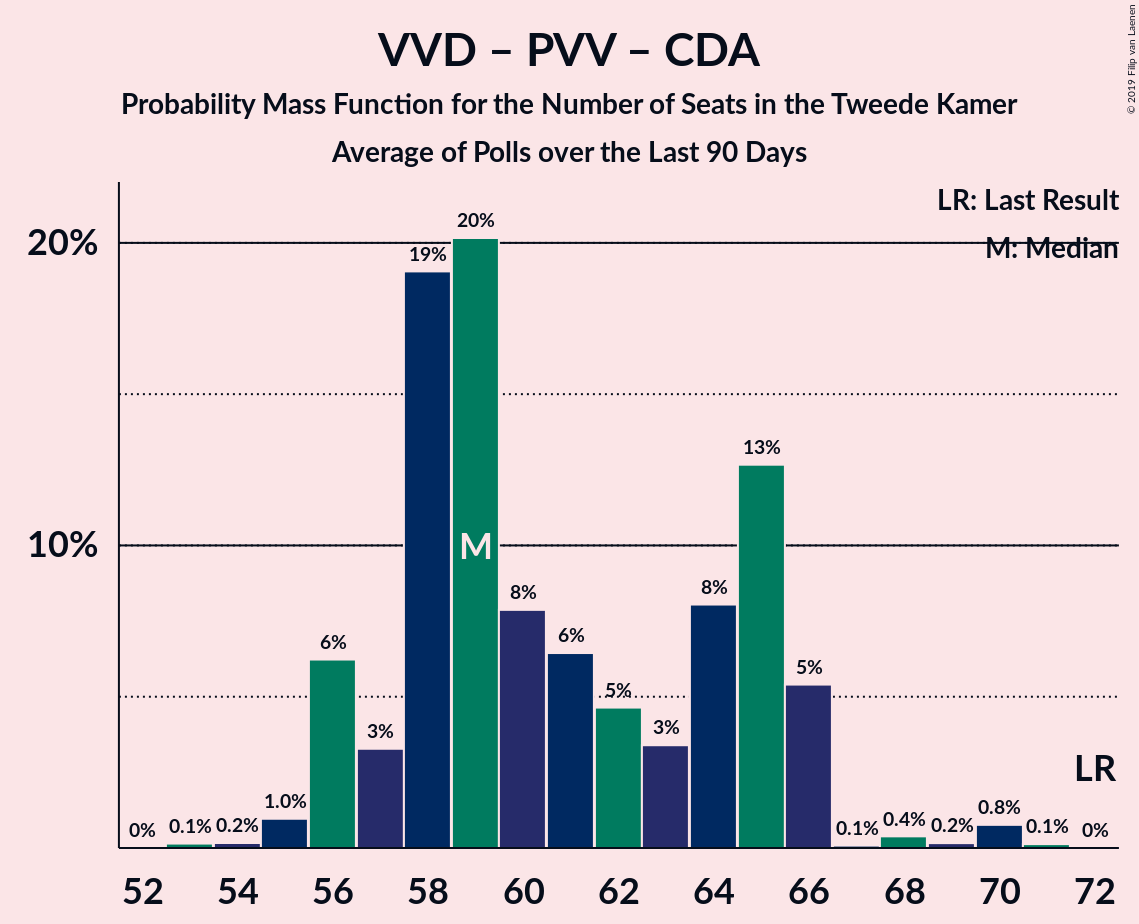 VVD – PVV – CDA
Probability Mass Function for the Number of Seats in the Tweede Kamer
Average of Polls over the Last 90 Days
© 2019 Filip van Laenen
LR: Last Result
M: Median
20%
10%
0%
0.1%
0.2%
1.0%
6%
3%
19%
20%
M
8%
6%
5%
3%
8%
13%
5%
0.1%
0.4%
0.2%
0.8%
0.1%
0%
LR
52 54 56 58 60 62 64 66 68 70 72